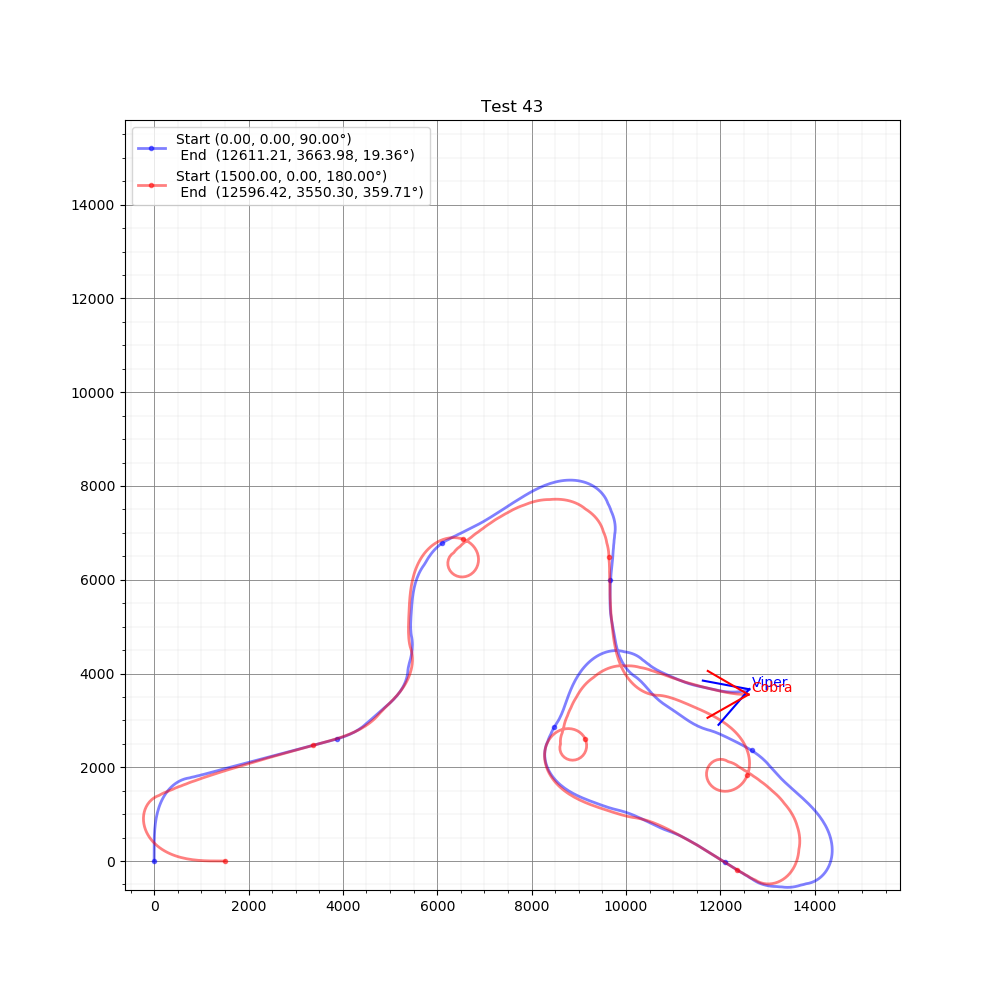 Test 43
Start (0.00, 0.00, 90.00°)
End  (12611.21, 3663.98, 19.36°)
Start (1500.00, 0.00, 180.00°)
End  (12596.42, 3550.30, 359.71°)
14000
12000
10000
8000
6000
4000
2000
0
Viper
Cobra
0 2000 4000 6000 8000 10000 12000 14000